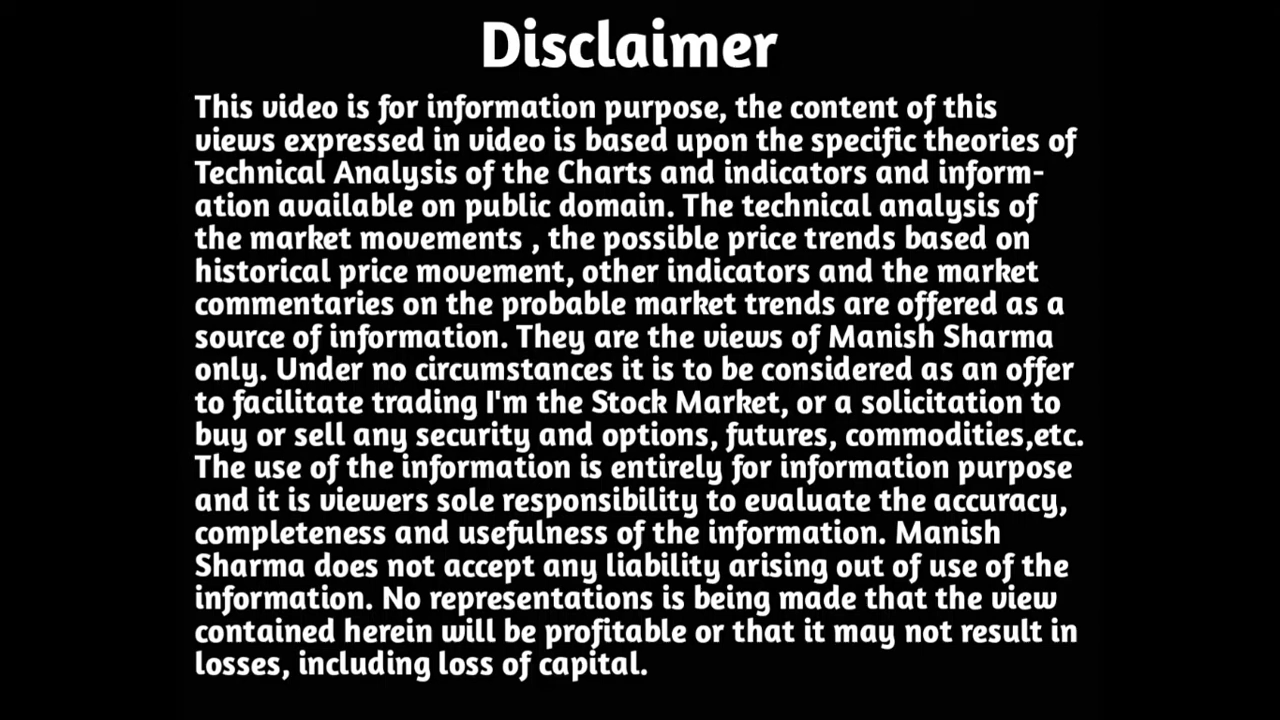 Disclaimer
This video is for information purpose, the content of this
views expressed in video is based upon the specific theories of
Technical Analysis of the Charts and indicators and inform-
ation available on public domain. The technical analysis of
the market movements , the possible price trends based on
historical price movement, other indicators and the market
commentaries on the probable market trends are offered as a
source of information. They are the views of Manish Sharma
only. Under no circumstances it is to be considered as an offer
to facilitate trading I'm the Stock Market, or a solicitation to
buy or sell any security and options, futures, commodities,etc.
The use of the information is entirely for information purpose
and it is viewers sole responsibility to evaluate the accuracy,
completeness and usefulness of the information. Manish
Sharma does not accept any liability arising out of use of the
information. No representations is being made that the view
contained herein will be profitable or that it may not result in
losses, including loss of capital.